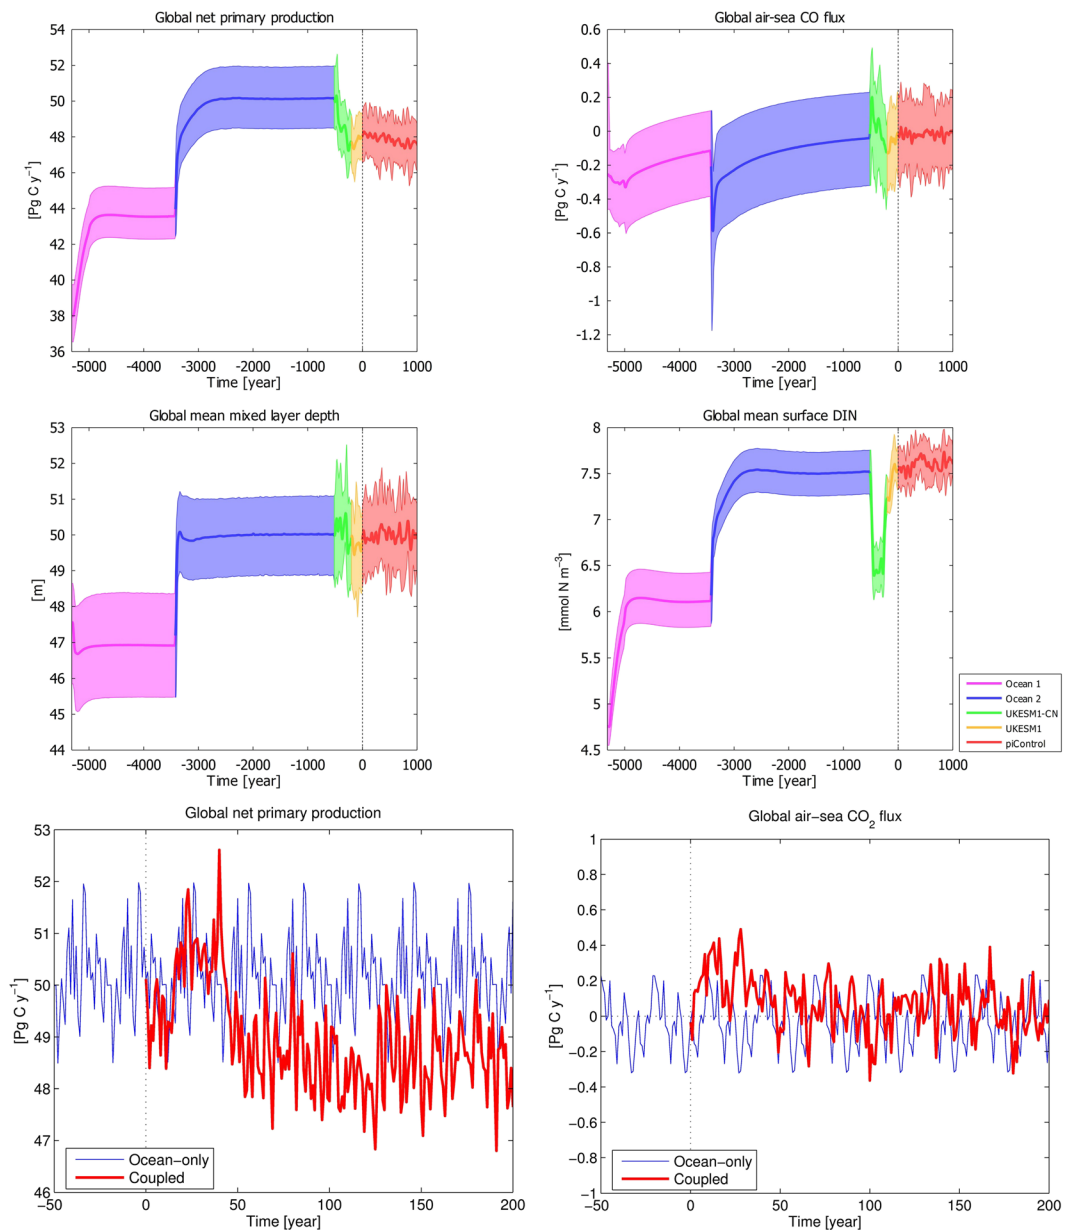 Global net primary production
54
52
50
48
46
44
42
40
38
36
[Pg C y⁻¹]
-5000 -4000 -3000 -2000 -1000 0 1000
Time [year]
Global air-sea CO flux
0.6
0.4
0.2
0
-0.2
-0.4
-0.6
-0.8
-1
-1.2
[Pg C y⁻¹]
-5000 -4000 -3000 -2000 -1000 0 1000
Time [year]
Global mean mixed layer depth
53
52
51
50
49
48
47
46
45
44
[m]
-5000 -4000 -3000 -2000 -1000 0 1000
Time [year]
Global mean surface DIN
8
7.5
7
6.5
6
5.5
5
4.5
[mmol N m⁻³]
-5000 -4000 -3000 -2000 -1000 0 1000
Time [year]
Ocean 1
Ocean 2
UKESM1-CN
UKESM1
piControl
Global net primary production
53
52
51
50
49
48
47
46
[Pg C y⁻¹]
−50 0 50 100 150 200
Time [year]
Ocean−only
Coupled
Global air−sea CO₂ flux
1
0.8
0.6
0.4
0.2
0
−0.2
−0.4
−0.6
−0.8
−1
[Pg C y⁻¹]
−50 0 50 100 150 200
Time [year]
Ocean−only
Coupled